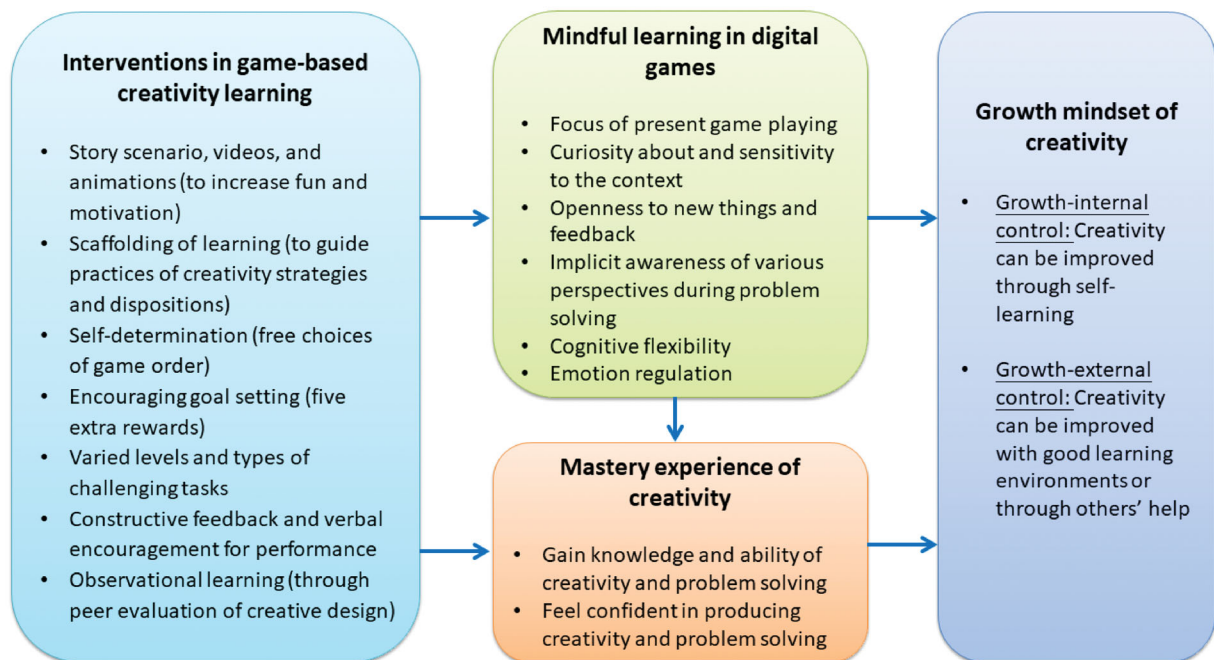 Interventions in game-based
creativity learning
• Story scenario, videos, and
animations (to increase fun and
motivation)
• Scaffolding of learning (to guide
practices of creativity strategies
and dispositions)
• Self-determination (free choices
of game order)
• Encouraging goal setting (five
extra rewards)
• Varied levels and types of
challenging tasks
• Constructive feedback and verbal
encouragement for performance
• Observational learning (through
peer evaluation of creative design)
Mindful learning in digital
games
• Focus of present game playing
• Curiosity about and sensitivity
to the context
• Openness to new things and
feedback
• Implicit awareness of various
perspectives during problem
solving
• Cognitive flexibility
• Emotion regulation
Mastery experience of
creativity
• Gain knowledge and ability of
creativity and problem solving
• Feel confident in producing
creativity and problem solving
Growth mindset of
creativity
• Growth-internal
control: Creativity
can be improved
through self-
learning
• Growth-external
control: Creativity
can be improved
with good learning
environments or
through others’ help